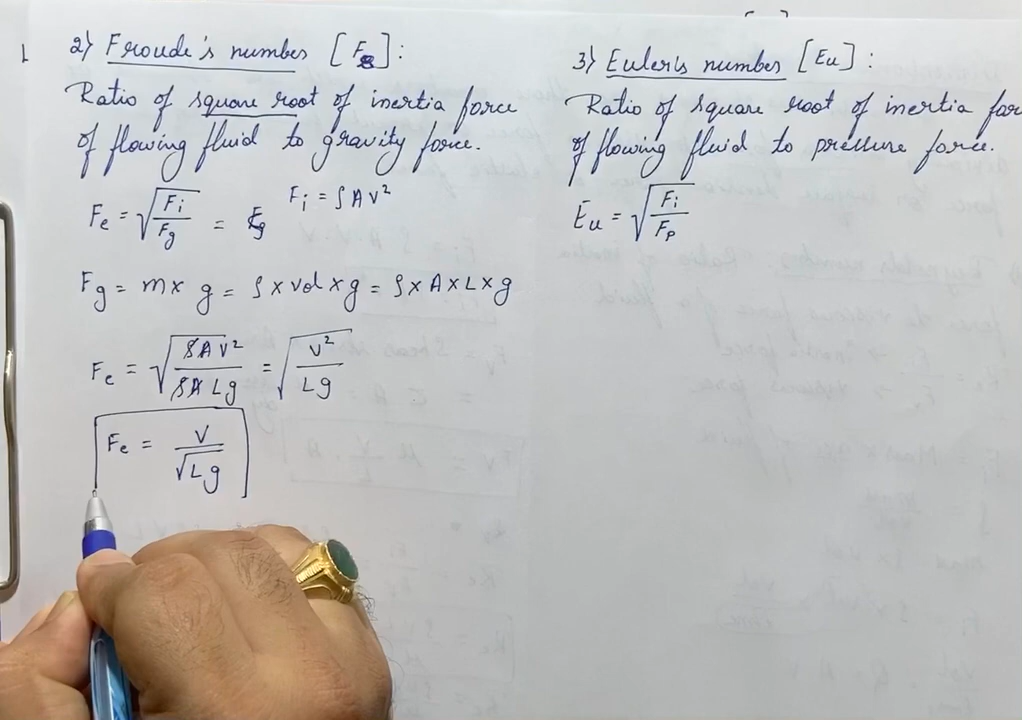 2) Froude's number [Fe] :
Ratio of square root of inertia force
of flowing fluid to gravity force.
Fe = √(Fi/Fg) = Fi = ρAV²
Fg = m × g = ρ × vol × g = ρ × A × L × g
Fe = √(ρAV²/ρALg) = √(V²/Lg)
Fe = V/√Lg
3) Euler's number [Eu] :
Ratio of square root of inertia for
of flowing fluid to pressure force.
Eu = √(Fi/Fp)